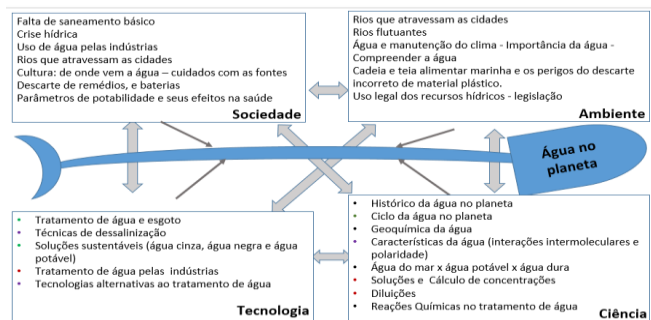 Falta de saneamento básico
Crise hídrica
Uso de água pelas indústrias
Rios que atravessam as cidades
Cultura: de onde vem a água – cuidados com as fontes
Descarte de remédios, e baterias
Parâmetros de potabilidade e seus efeitos na saúde
Sociedade
Rios que atravessam as cidades
Rios flutuantes
Água e manutenção do clima - Importância da água -
Compreender a água
Cadeia e teia alimentar marinha e os perigos do descarte
incorreto de material plástico.
Uso legal dos recursos hídricos - legislação
Ambiente
Água no
planeta
• Tratamento de água e esgoto
• Técnicas de dessalinização
• Soluções sustentáveis (água cinza, água negra e água
potável)
• Tratamento de água pelas indústrias
• Tecnologias alternativas ao tratamento de água
Tecnologia
• Histórico da água no planeta
• Ciclo da água no planeta
• Geoquímica da água
• Características da água (interações intermoleculares e
polaridade)
• Água do mar x água potável x água dura
• Soluções e Cálculo de concentrações
• Diluições
• Reações Químicas no tratamento de água
Ciência